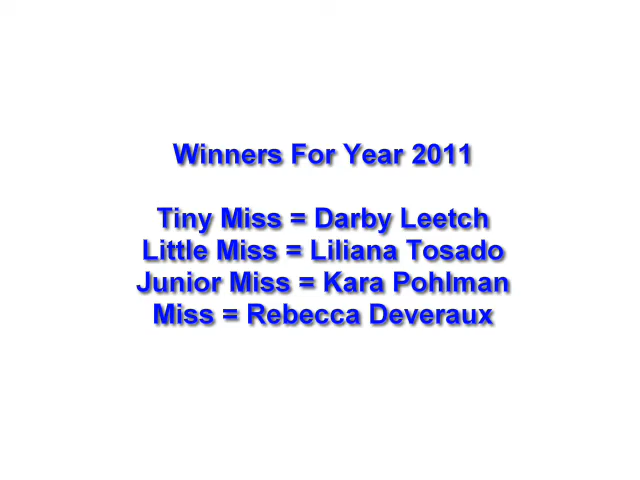 Winners For Year 2011
Tiny Miss = Darby Leetch
Little Miss = Liliana Tosado
Junior Miss = Kara Pohlman
Miss = Rebecca Deveraux